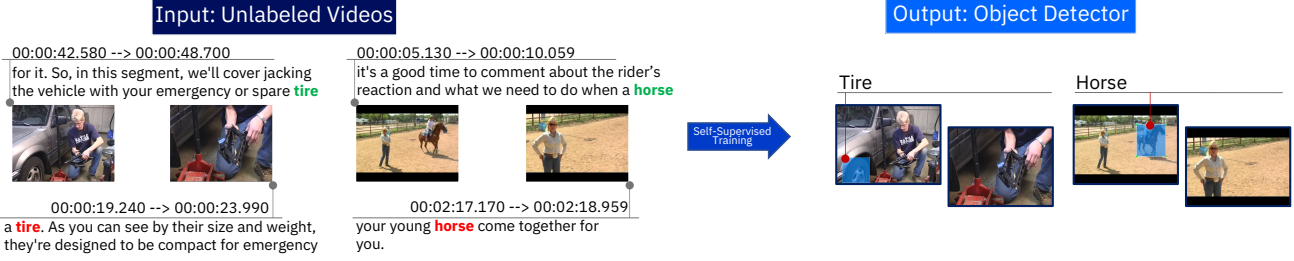 Input: Unlabeled Videos
Output: Object Detector
00:00:42.580 --> 00:00:48.700
for it. So, in this segment, we'll cover jacking
the vehicle with your emergency or spare tire
00:00:19.240 --> 00:00:23.990
a tire. As you can see by their size and weight,
they're designed to be compact for emergency
00:00:05.130 --> 00:00:10.059
it's a good time to comment about the rider's
reaction and what we need to do when a horse
00:02:17.170 --> 00:02:18.959
your young horse come together for
you.
Self-Supervised
Training
Tire
Horse